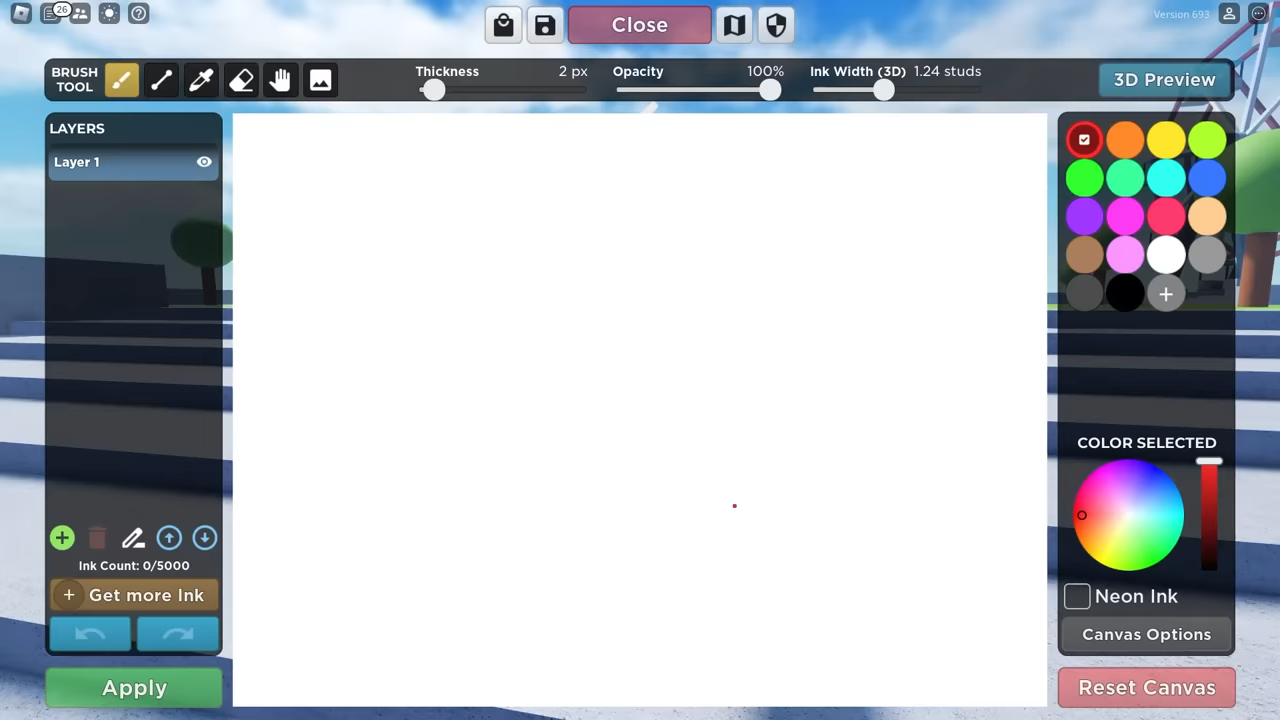 26
Close
Version 693
BRUSH
TOOL
Thickness 2 px
Opacity 100%
Ink Width (3D) 1.24 studs
3D Preview
LAYERS
Layer 1
COLOR SELECTED
Ink Count: 0/5000
+ Get more Ink
Neon Ink
Canvas Options
Apply
Reset Canvas